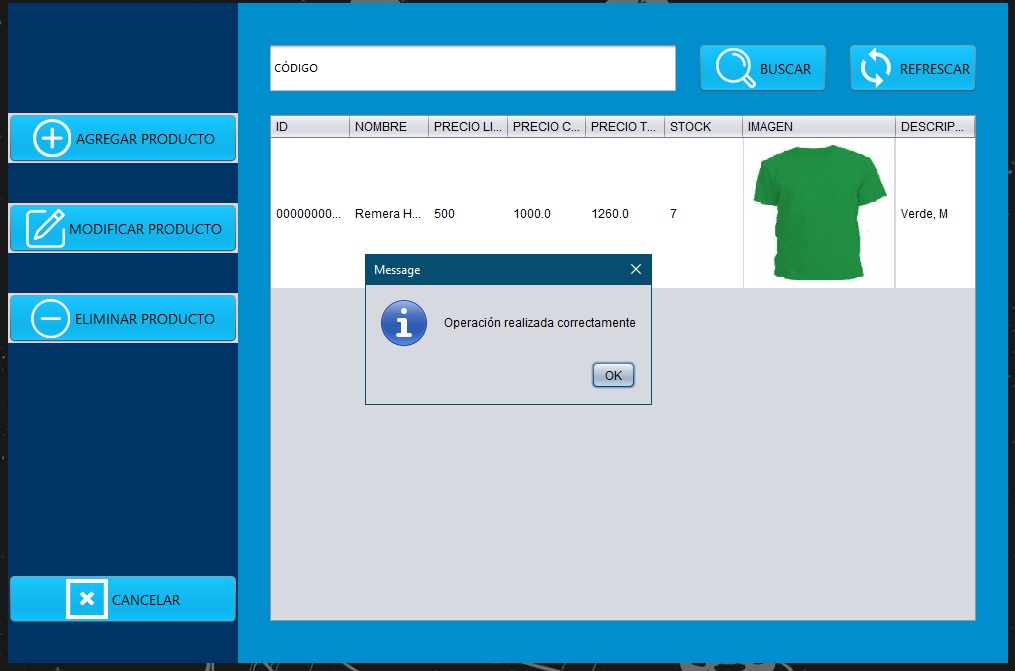 CÓDIGO
BUSCAR
REFRESCAR
AGREGAR PRODUCTO
MODIFICAR PRODUCTO
ELIMINAR PRODUCTO
CANCELAR
ID NOMBRE PRECIO LI... PRECIO C... PRECIO T... STOCK IMAGEN DESCRIP...
00000000... Remera H... 500 1000.0 1260.0 7 Verde, M
Message
Operación realizada correctamente
OK